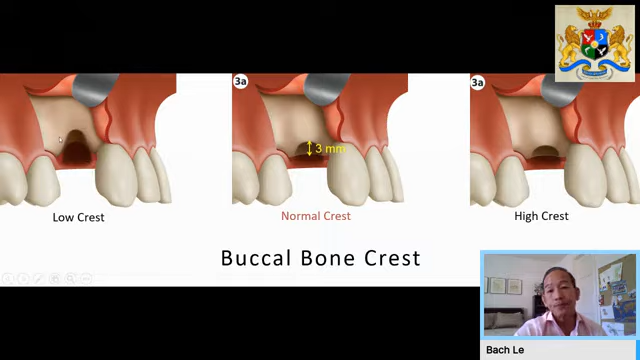 3a
3a
3 mm
Low Crest
Normal Crest
High Crest
Buccal Bone Crest
Bach Le